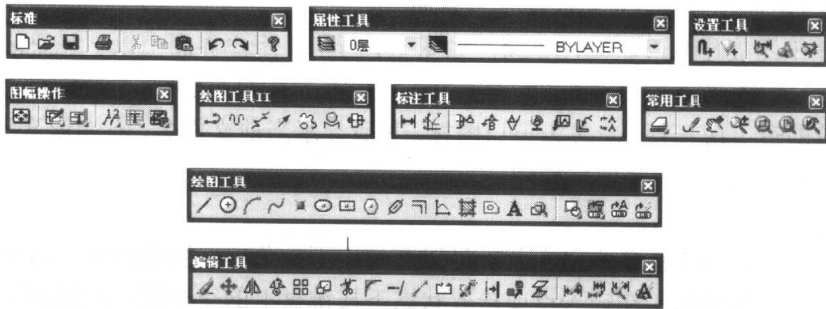 标准
属性工具
0层
BYLAYER
设置工具
图幅操作
绘图工具II
标注工具
常用工具
绘图工具
编辑工具